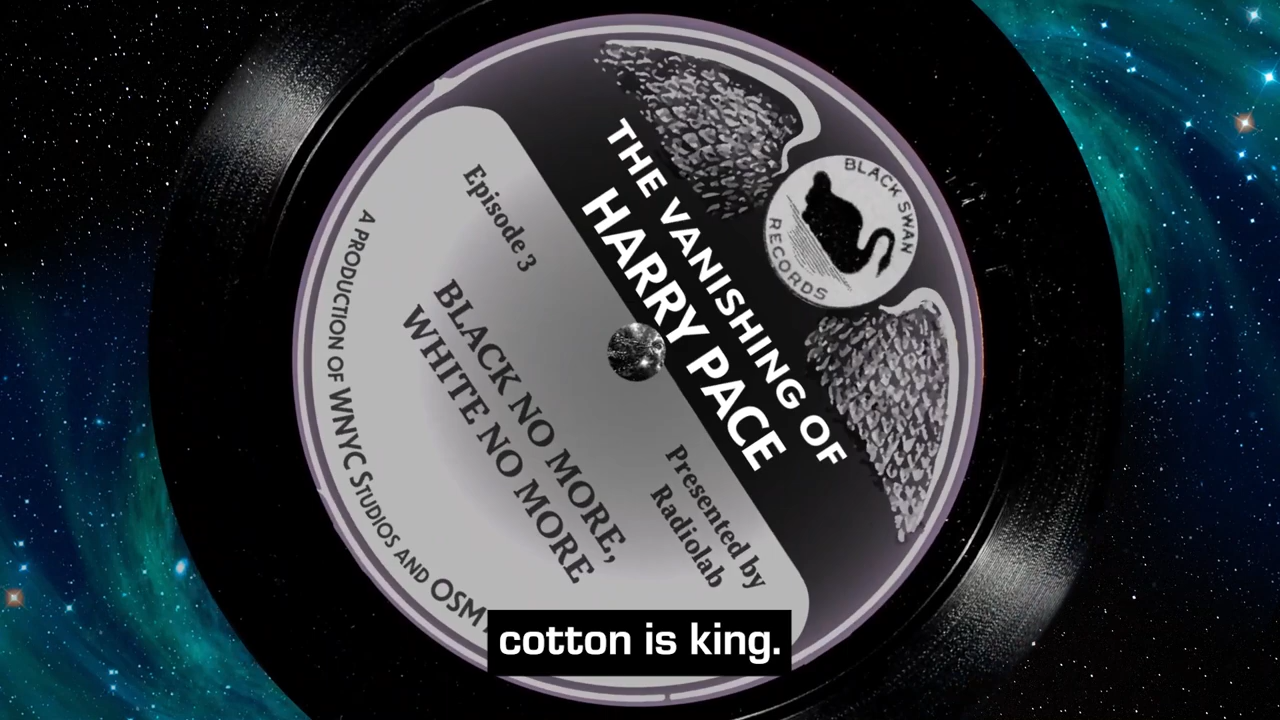 THE VANISHING OF
HARRY PACE
BLACK SWAN
RECORDS
Episode 3
BLACK NO MORE,
WHITE NO MORE
Presented by
Radiolab
A PRODUCTION OF WNYC STUDIOS AND OSM
cotton is king.